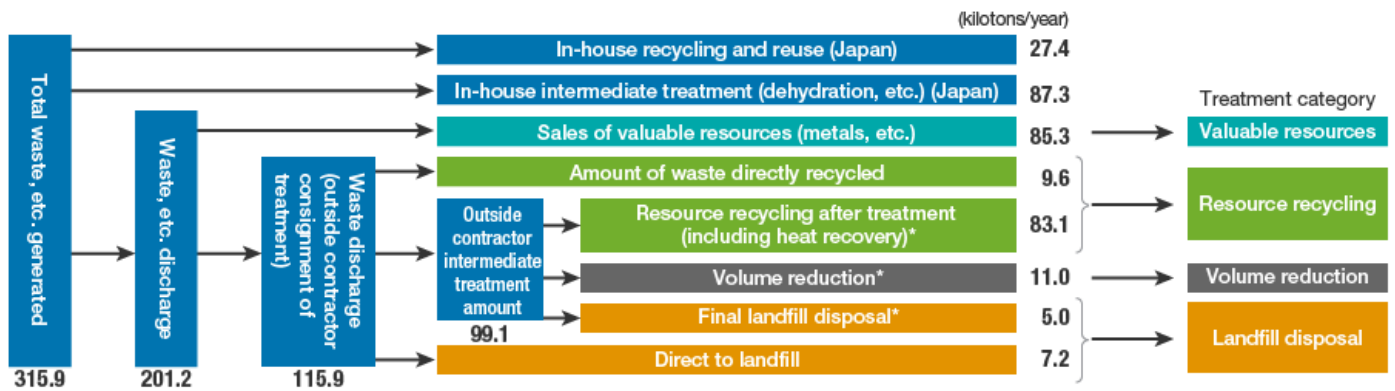 (kilotons/year)
In-house recycling and reuse (Japan) 27.4
In-house intermediate treatment (dehydration, etc.) (Japan) 87.3
Treatment category
Sales of valuable resources (metals, etc.) 85.3 Valuable resources
Total waste, etc. generated
315.9
Waste, etc. discharge
201.2
Waste discharge
(outside contractor
consignment of
treatment)
115.9
Amount of waste directly recycled 9.6
Outside
contractor
intermediate
treatment
amount
99.1
Resource recycling after treatment
(including heat recovery)* 83.1
Resource recycling
Volume reduction* 11.0 Volume reduction
Final landfill disposal* 5.0
Direct to landfill 7.2
Landfill disposal